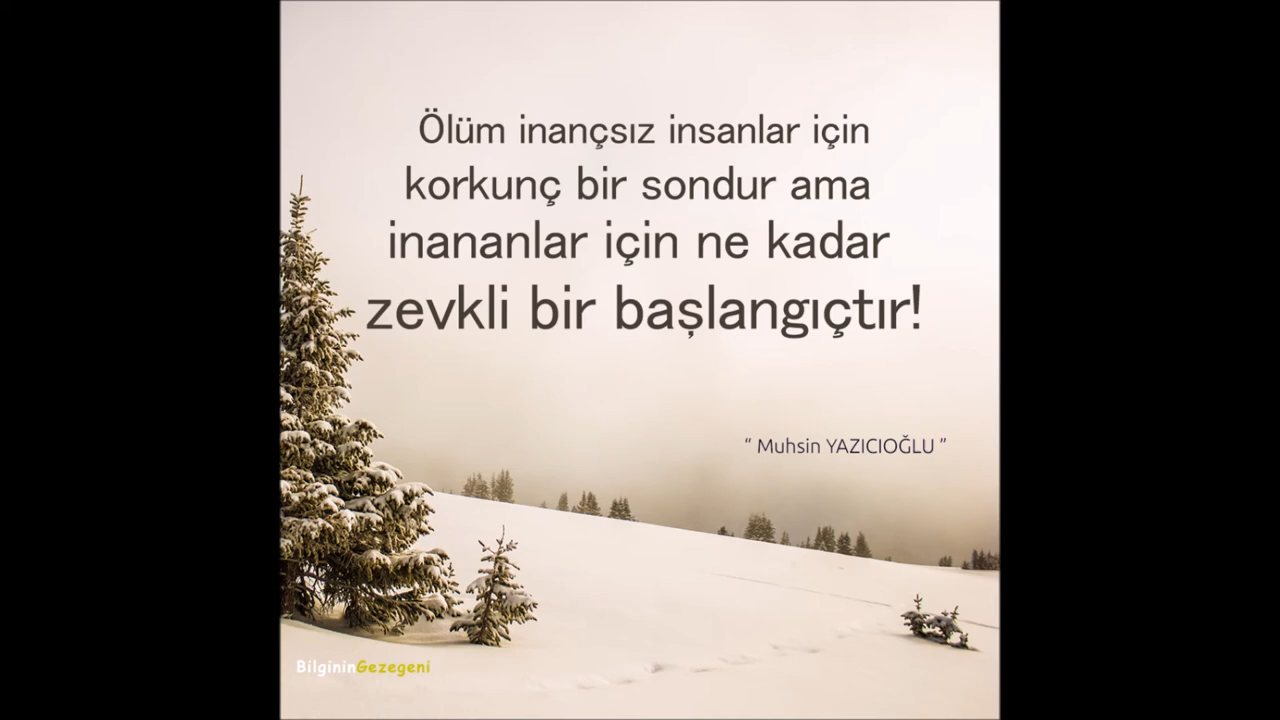 Ölüm inançsız insanlar için
korkunç bir sondur ama
inananlar için ne kadar
zevkli bir başlangıçtır!
“ Muhsin YAZICIOĞLU ”
BilgininGezegeni